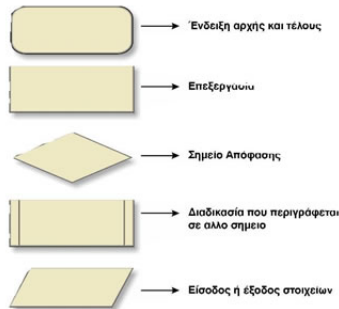 Ένδειξη αρχής και τέλους
Επεξεργασία
Σημείο Απόφασης
Διαδικασία που περιγράφεται
σε αλλο σημειο
Είσοδος ή έξοδος στοιχείων